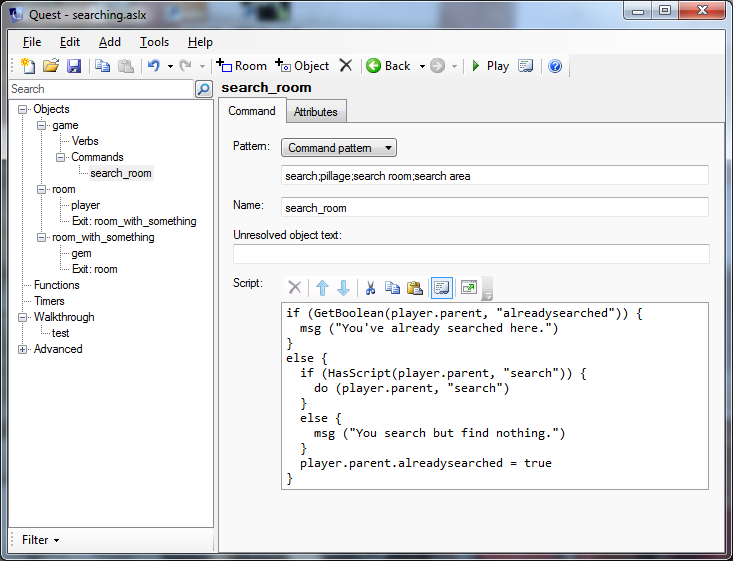 Quest - searching.aslx
File Edit Add Tools Help
Room Object Back Play
Search
Objects
game
Verbs
Commands
search_room
room
player
Exit: room_with_something
room_with_something
gem
Exit: room
Functions
Timers
Walkthrough
test
Advanced
Filter
search_room
Command Attributes
Pattern: Command pattern
search;pillage;search room;search area
Name: search_room
Unresolved object text:
Script:
if (GetBoolean(player.parent, "alreadysearched")) {
msg ("You've already searched here.")
}
else {
if (HasScript(player.parent, "search")) {
do (player.parent, "search")
}
else {
msg ("You search but find nothing.")
}
player.parent.alreadysearched = true
}